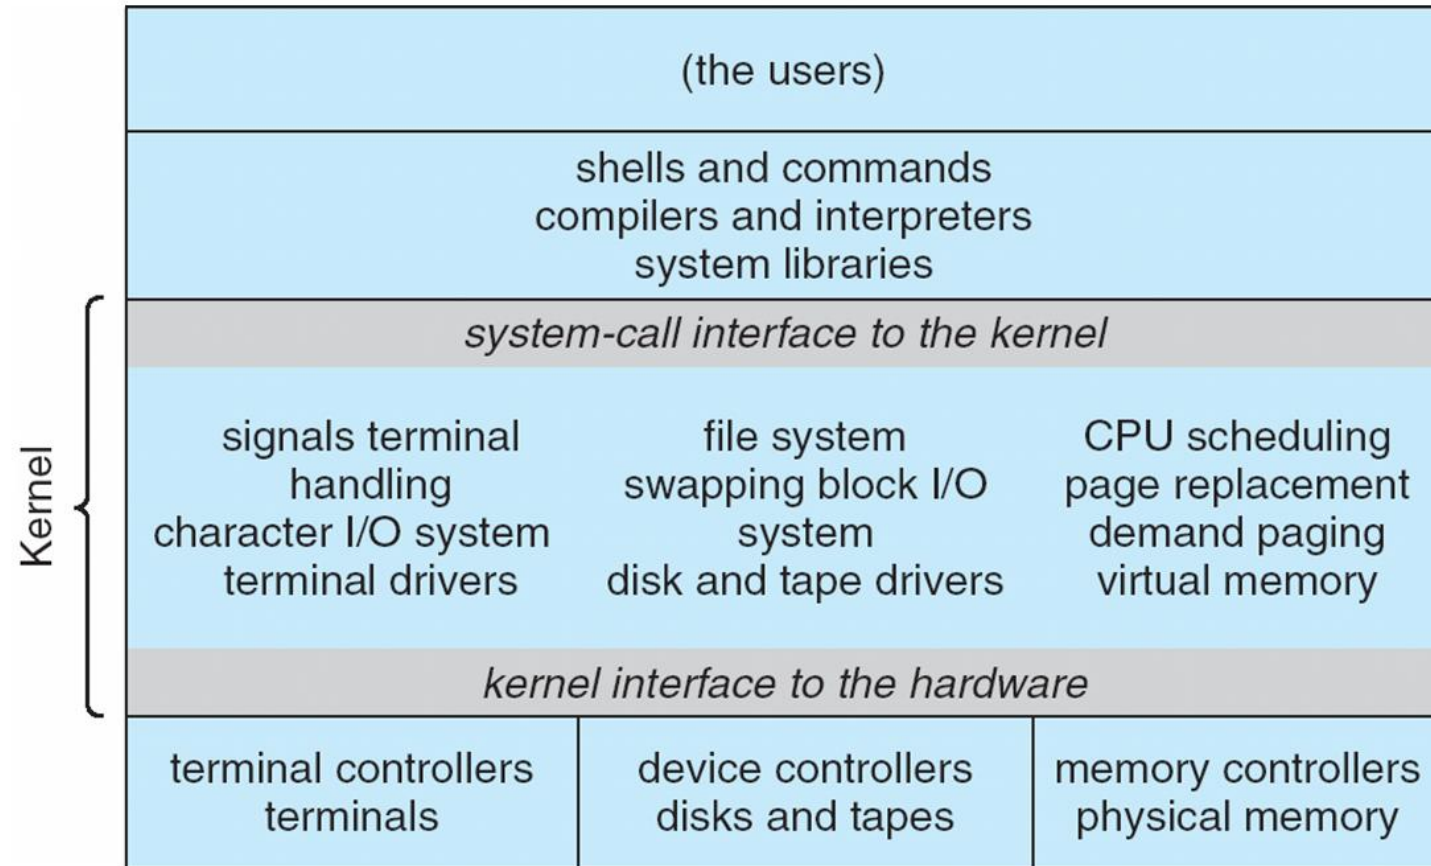 (the users)
shells and commands
compilers and interpreters
system libraries
Kernel
system-call interface to the kernel
signals terminal
handling
character I/O system
terminal drivers
file system
swapping block I/O
system
disk and tape drivers
CPU scheduling
page replacement
demand paging
virtual memory
kernel interface to the hardware
terminal controllers
terminals
device controllers
disks and tapes
memory controllers
physical memory